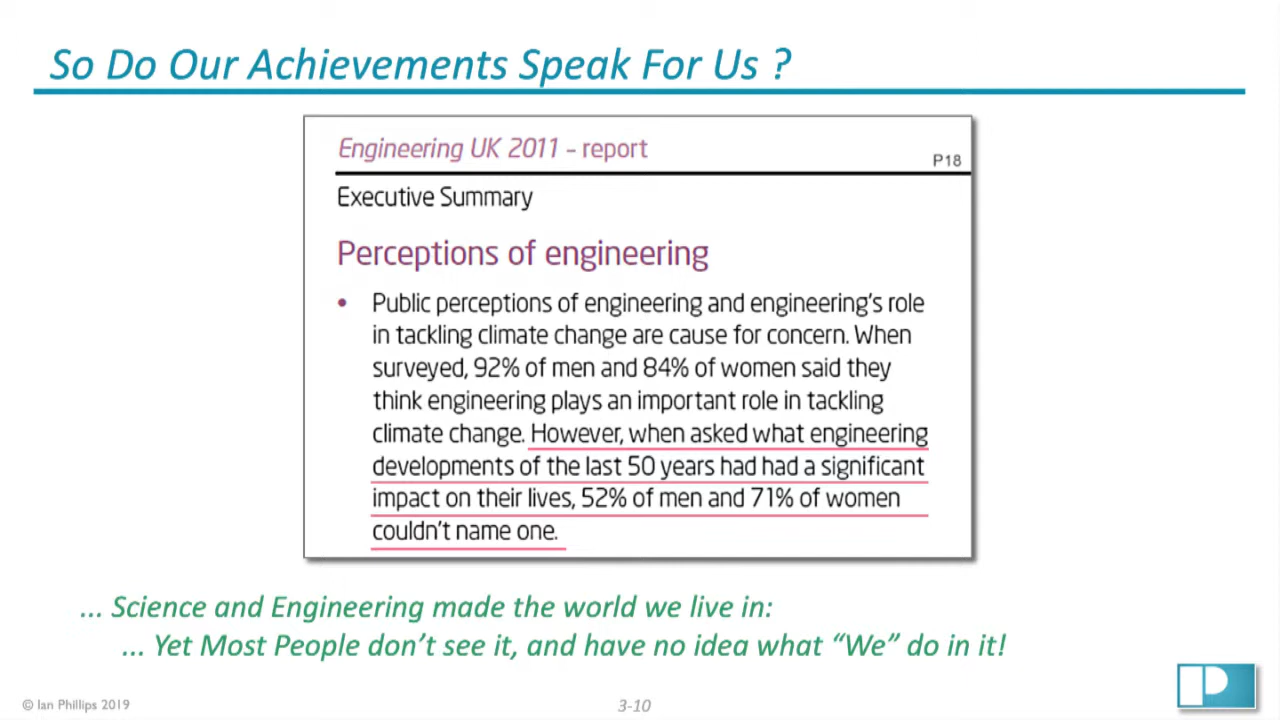 So Do Our Achievements Speak For Us ?
Engineering UK 2011 – report
P18
Executive Summary
Perceptions of engineering
• Public perceptions of engineering and engineering's role
in tackling climate change are cause for concern. When
surveyed, 92% of men and 84% of women said they
think engineering plays an important role in tackling
climate change. However, when asked what engineering
developments of the last 50 years had had a significant
impact on their lives, 52% of men and 71% of women
couldn't name one.
... Science and Engineering made the world we live in:
... Yet Most People don't see it, and have no idea what “We” do in it!
© Ian Phillips 2019
3-10
P